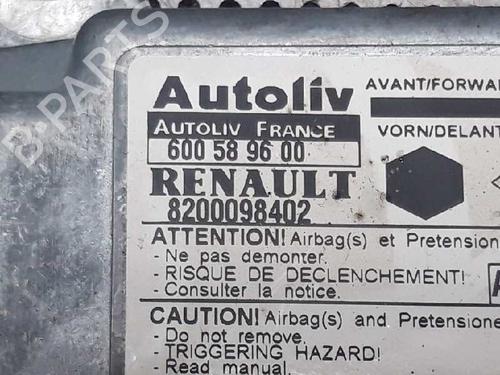 Autoliv
AVANT/FORWA
AUTOLIV FRANCE
VORN/DELANT
600 58 96 00
RENAULT
8200098402
ATTENTION! Airbag(s) et Pretension
- Ne pas demonter.
- RISQUE DE DECLENCHEMENT!
- Consulter la notice.
CAUTION! Airbag(s) and Pretensione
- Do not remove.
- TRIGGERING HAZARD!
- Read manual.
B-PARTS